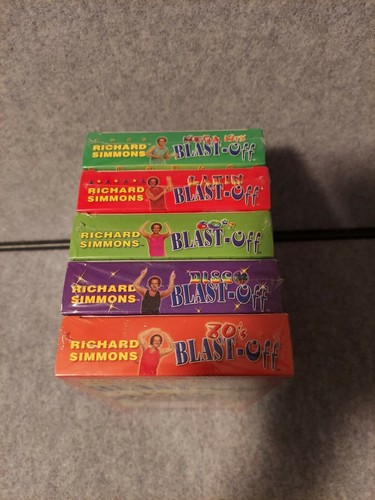 RICHARD SIMMONS
MEGA MIX BLAST-Off
RICHARD SIMMONS
LATIN BLAST-Off
RICHARD SIMMONS
60's BLAST-Off
RICHARD SIMMONS
DISCO BLAST-Off
RICHARD SIMMONS
80's BLAST-Off